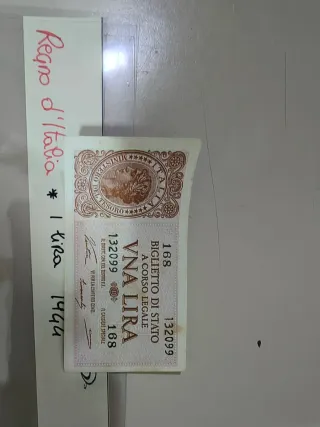 Regno d'Italia * 1 lira 1944
168 132099
BIGLIETTO DI STATO
A CORSO LEGALE
VNA LIRA
132099 168